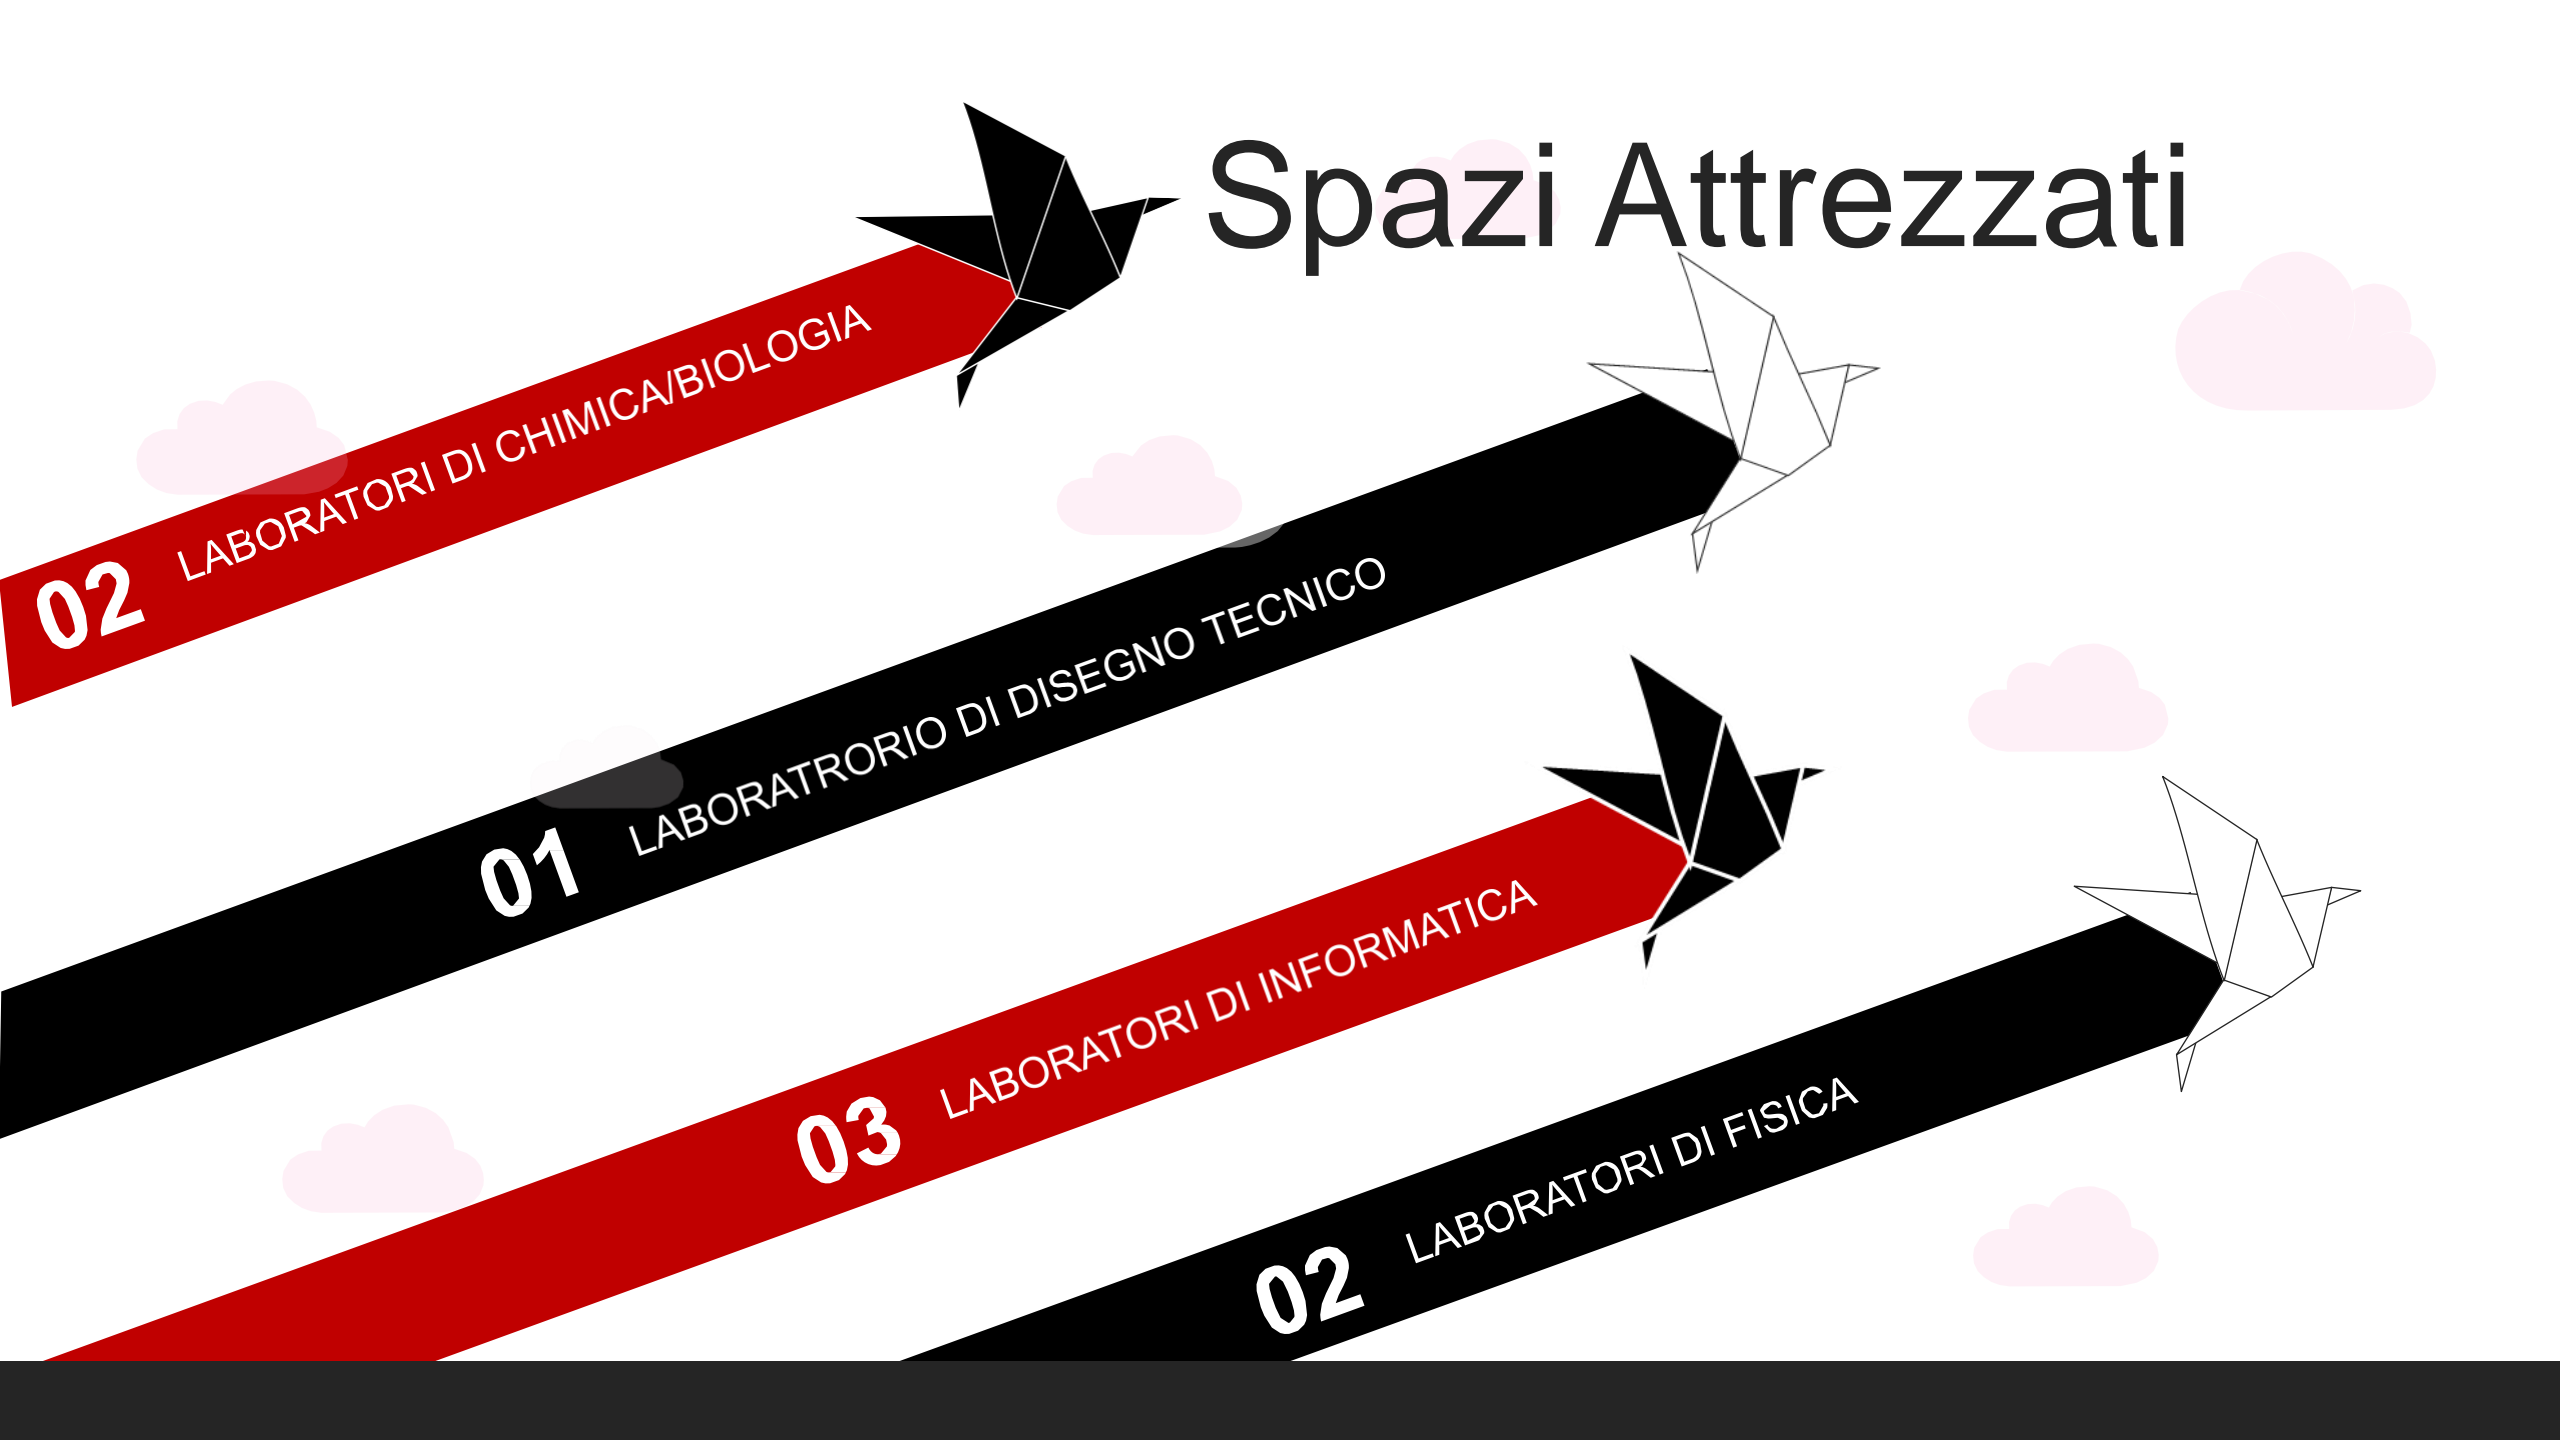 Spazi Attrezzati
02 LABORATORI DI CHIMICA/BIOLOGIA
01 LABORATRORIO DI DISEGNO TECNICO
03 LABORATORI DI INFORMATICA
02 LABORATORI DI FISICA